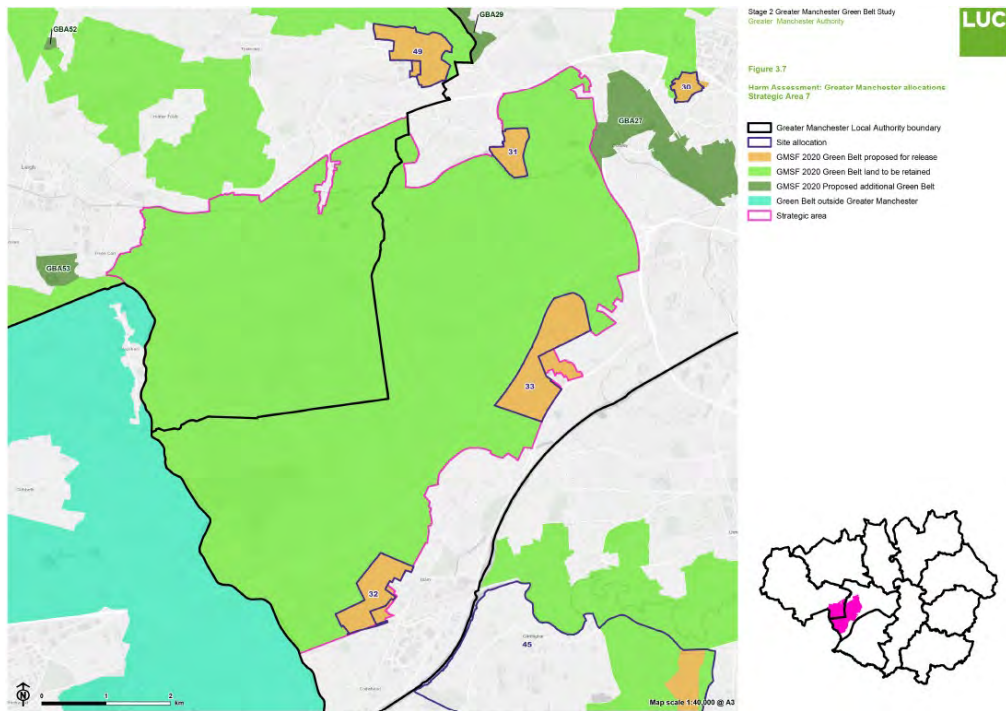 Stage 2 Greater Manchester Green Belt Study
Greater Manchester Authority
LUC
Figure 3.7
Harm Assessment: Greater Manchester allocations
Strategic Area 7
Greater Manchester Local Authority boundary
Site allocation
GMSF 2020 Green Belt proposed for release
GMSF 2020 Green Belt land to be retained
GMSF 2020 Proposed additional Green Belt
Green Belt outside Greater Manchester
Strategic area
GBA52
GBA29
49
30
GBA27
31
Leigh
GBA53
33
32
Irlam
45
Cadishead
N
0 1 2
km
Map scale 1:40,000 @ A3